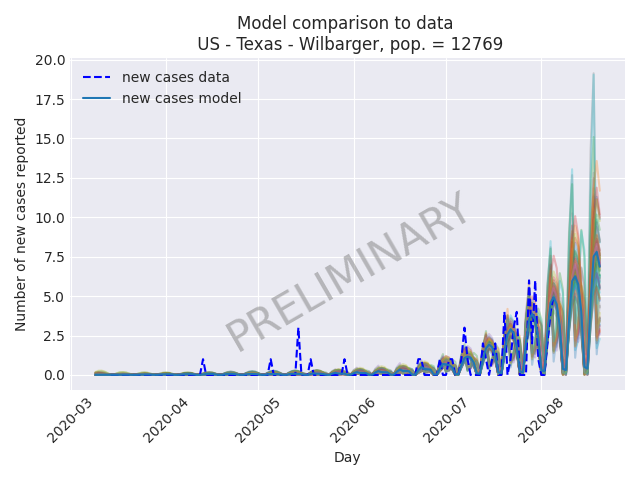 Model comparison to data
US - Texas - Wilbarger, pop. = 12769
new cases data
new cases model
PRELIMINARY
Number of new cases reported
20.0
17.5
15.0
12.5
10.0
7.5
5.0
2.5
0.0
2020-03
2020-04
2020-05
2020-06
2020-07
2020-08
Day